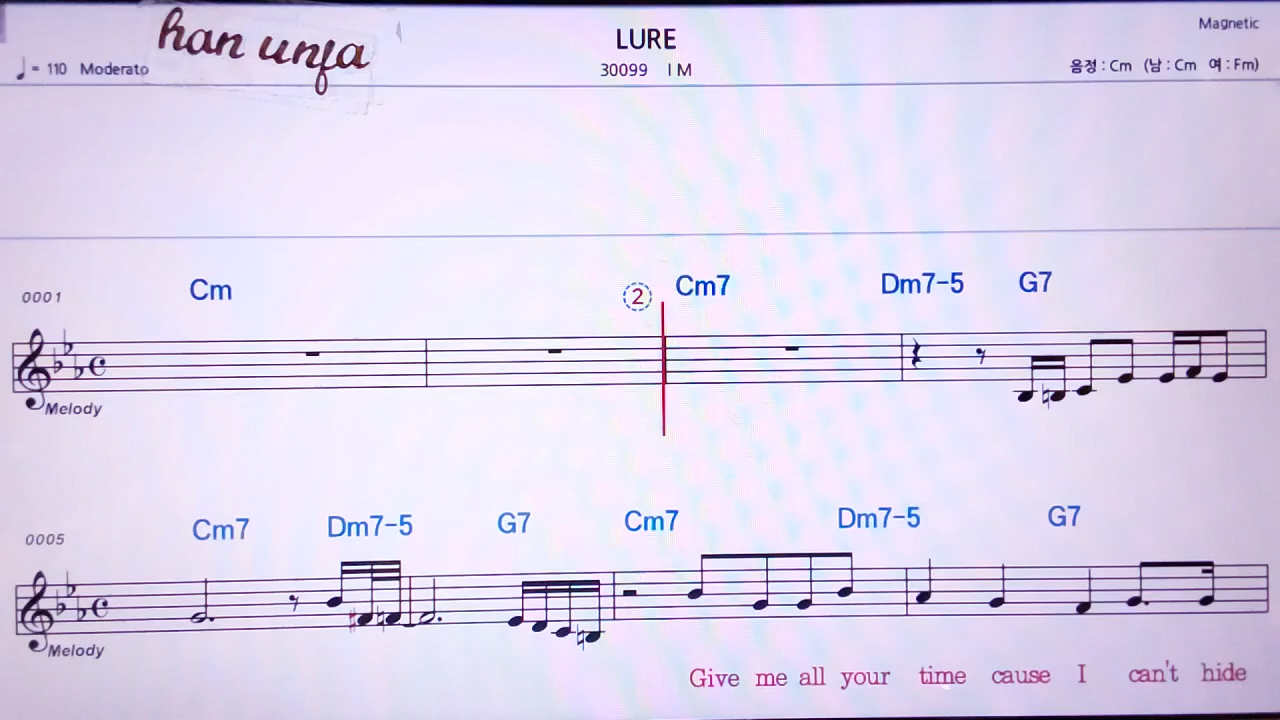 han unfa
LURE
Magnetic
♩= 110 Moderato
30099 I M
음정 : Cm (남 : Cm 여 : Fm)
0001
Cm
2
Cm7
Dm7-5
G7
Melody
0005
Cm7
Dm7-5
G7
Cm7
Dm7-5
G7
Melody
Give me all your time cause I can't hide